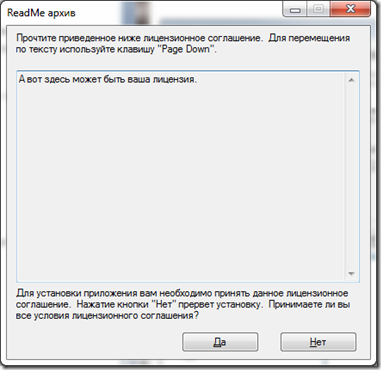 ReadMe архив
Прочтите приведенное ниже лицензионное соглашение. Для перемещения
по тексту используйте клавишу "Page Down".
А вот здесь может быть ваша лицензия.
Для установки приложения вам необходимо принять данное лицензионное
соглашение. Нажатие кнопки "Нет" прервет установку. Принимаете ли вы
все условия лицензионного соглашения?
Да
Нет